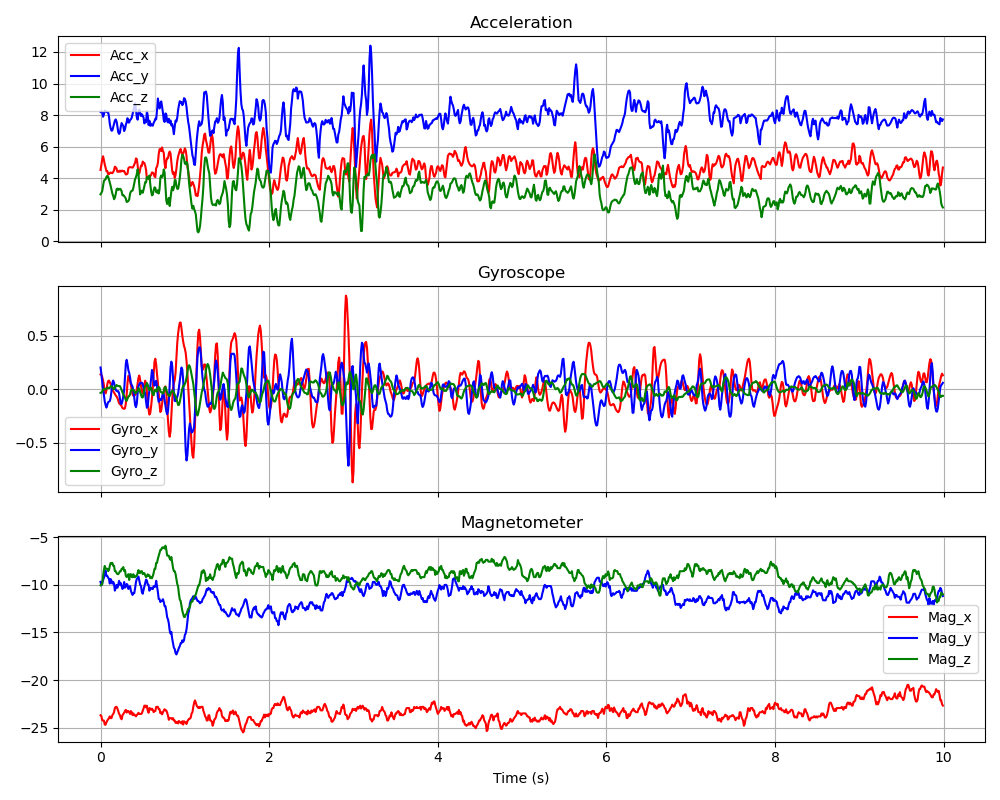 Acceleration
12
10
8
6
4
2
0
Acc_x
Acc_y
Acc_z
Gyroscope
0.5
0.0
−0.5
Gyro_x
Gyro_y
Gyro_z
Magnetometer
−5
−10
−15
−20
−25
Mag_x
Mag_y
Mag_z
0 2 4 6 8 10
Time (s)